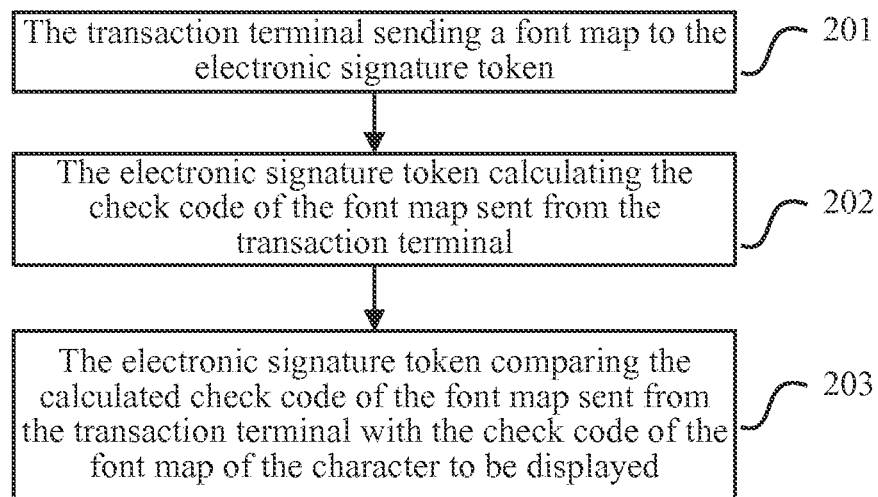 The transaction terminal sending a font map to the
electronic signature token
201
The electronic signature token calculating the
check code of the font map sent from the
transaction terminal
202
The electronic signature token comparing the
calculated check code of the font map sent from
the transaction terminal with the check code of the
font map of the character to be displayed
203